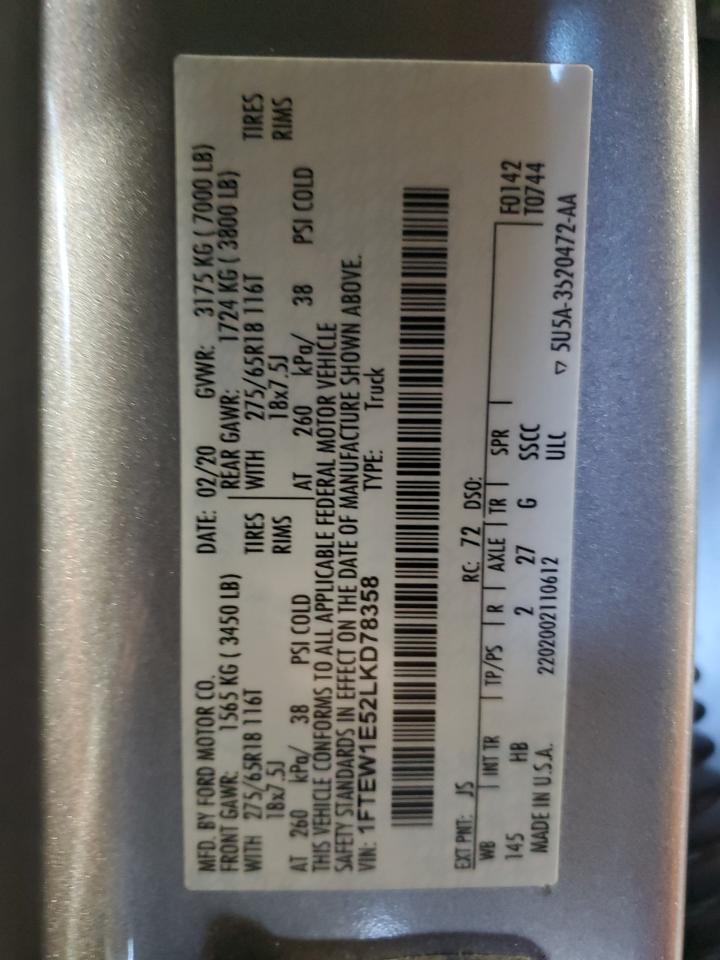 MFD. BY FORD MOTOR CO. DATE: 02/20 GVWR: 3175 KG ( 7000 LB)
FRONT GAWR: 1565 KG ( 3450 LB) REAR GAWR: 1724 KG ( 3800 LB)
WITH 275/65R18 116T TIRES WITH 275/65R18 116T TIRES
18x7.5J RIMS 18x7.5J RIMS
AT 260 kPa/ 38 PSI COLD AT 260 kPa/ 38 PSI COLD
THIS VEHICLE CONFORMS TO ALL APPLICABLE FEDERAL MOTOR VEHICLE
SAFETY STANDARDS IN EFFECT ON THE DATE OF MANUFACTURE SHOWN ABOVE.
VIN: 1FTEW1E52LKD78358 TYPE: Truck
EXT PNT: JS RC: 72 DSO:
WB INT TR TP/PS R AXLE TR SPR F0142
145 HB 2 27 G SSCC T0744
MADE IN U.S.A. 2202002110612 ULC ▽ 5U5A-3520472-AA